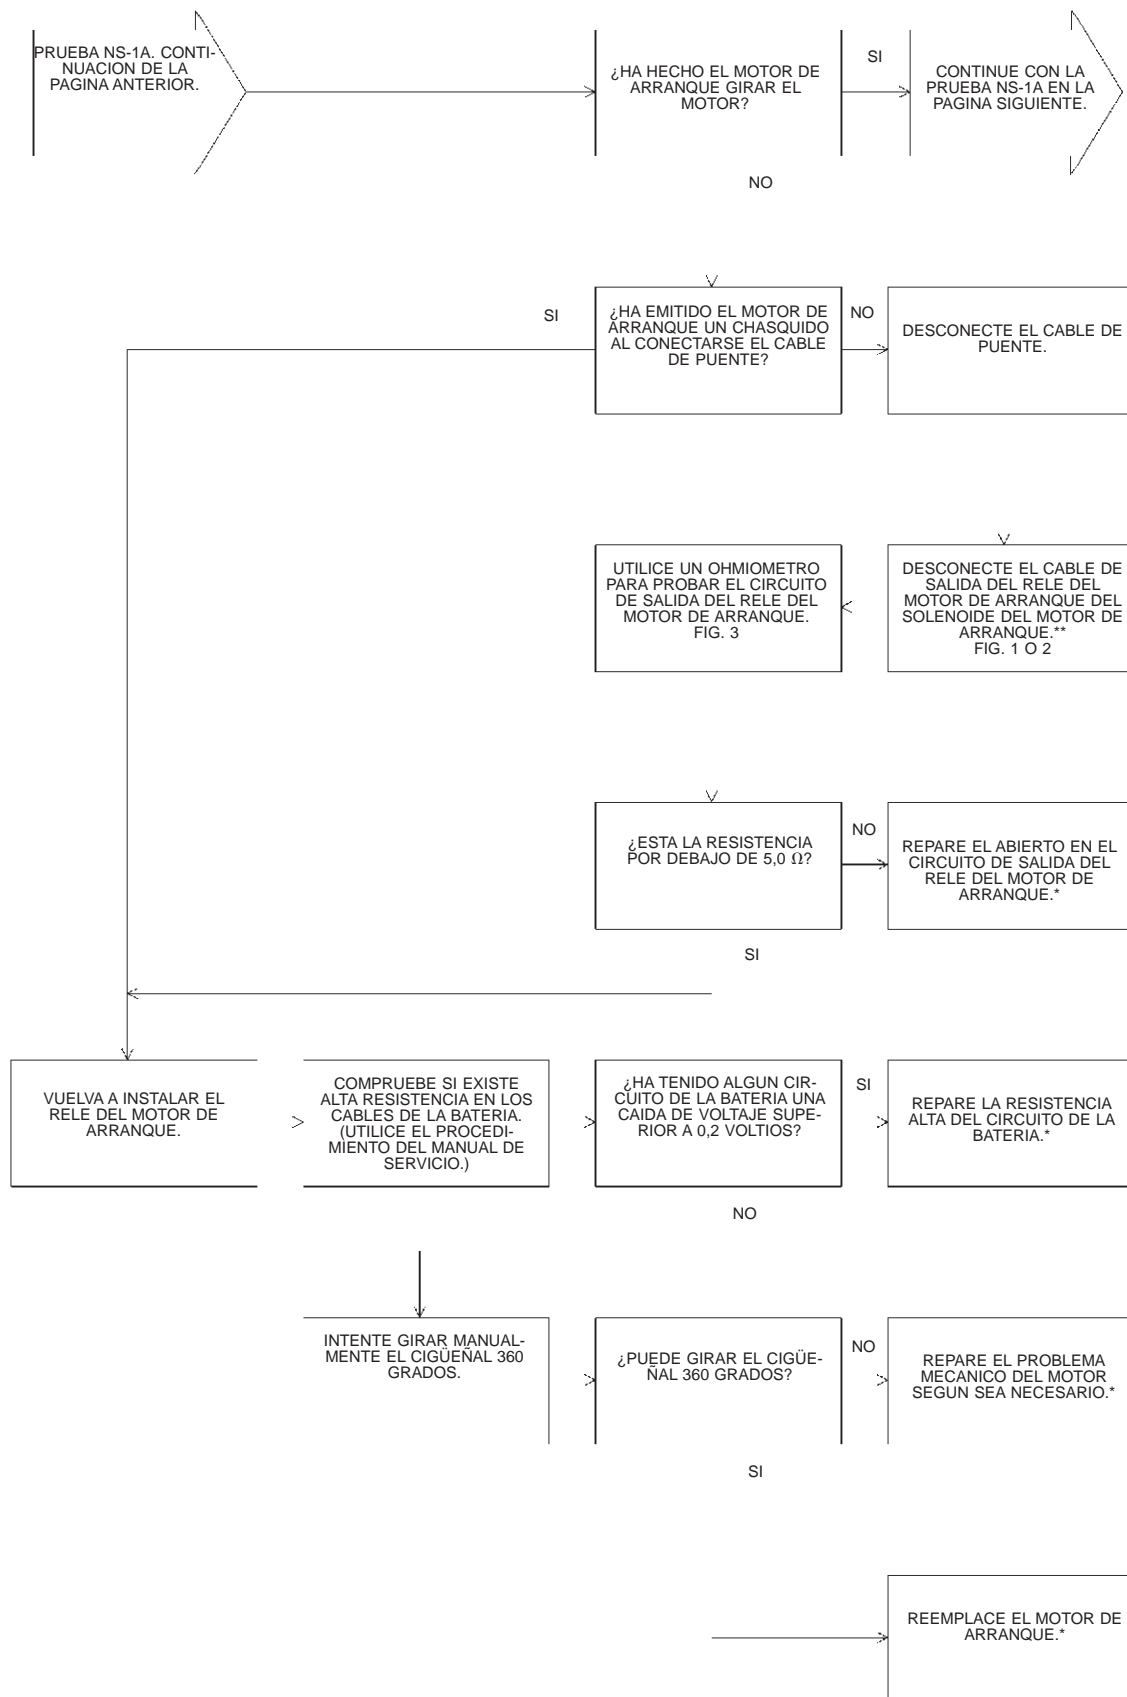 PRUEBA NS-1A. CONTI-
NUACION DE LA
PAGINA ANTERIOR.
¿HA HECHO EL MOTOR DE
ARRANQUE GIRAR EL
MOTOR?
SI
CONTINUE CON LA
PRUEBA NS-1A EN LA
PAGINA SIGUIENTE.
NO
SI
¿HA EMITIDO EL MOTOR DE
ARRANQUE UN CHASQUIDO
AL CONECTARSE EL CABLE
DE PUENTE?
NO
DESCONECTE EL CABLE DE
PUENTE.
UTILICE UN OHMIOMETRO
PARA PROBAR EL CIRCUITO
DE SALIDA DEL RELE DEL
MOTOR DE ARRANQUE.
FIG. 3
DESCONECTE EL CABLE DE
SALIDA DEL RELE DEL
MOTOR DE ARRANQUE DEL
SOLENOIDE DEL MOTOR DE
ARRANQUE.**
FIG. 1 O 2
¿ESTA LA RESISTENCIA
POR DEBAJO DE 5,0 Ω?
NO
REPARE EL ABIERTO EN EL
CIRCUITO DE SALIDA DEL
RELE DEL MOTOR DE
ARRANQUE.*
SI
VUELVA A INSTALAR EL
RELE DEL MOTOR DE
ARRANQUE.
COMPRUEBE SI EXISTE
ALTA RESISTENCIA EN LOS
CABLES DE LA BATERIA.
(UTILICE EL PROCEDI-
MIENTO DEL MANUAL DE
SERVICIO.)
¿HA TENIDO ALGUN CIR-
CUITO DE LA BATERIA UNA
CAIDA DE VOLTAJE SUPE-
RIOR A 0,2 VOLTIOS?
SI
REPARE LA RESISTENCIA
ALTA DEL CIRCUITO DE LA
BATERIA.*
NO
INTENTE GIRAR MANUAL-
MENTE EL CIGÜEÑAL 360
GRADOS.
¿PUEDE GIRAR EL CIGÜE-
ÑAL 360 GRADOS?
NO
REPARE EL PROBLEMA
MECANICO DEL MOTOR
SEGUN SEA NECESARIO.*
SI
REEMPLACE EL MOTOR DE
ARRANQUE.*